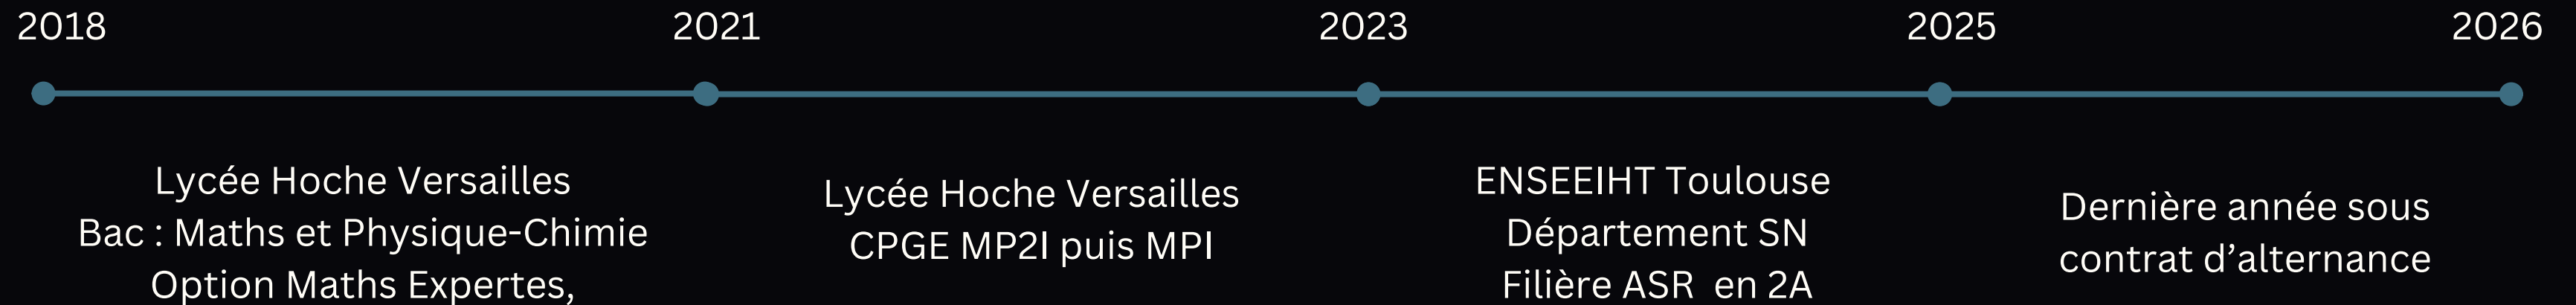 2018
2021
2023
2025
2026
Lycée Hoche Versailles
Bac : Maths et Physique-Chimie
Option Maths Expertes,
Lycée Hoche Versailles
CPGE MP2I puis MPI
ENSEEIHT Toulouse
Département SN
Filière ASR en 2A
Dernière année sous
contrat d’alternance